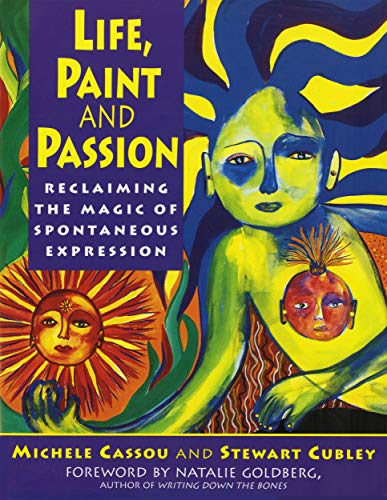 LIFE,
PAINT
AND
PASSION
RECLAIMING
THE MAGIC OF
SPONTANEOUS
EXPRESSION
MICHELE CASSOU AND STEWART CUBLEY
FOREWORD BY NATALIE GOLDBERG,
AUTHOR OF WRITING DOWN THE BONES